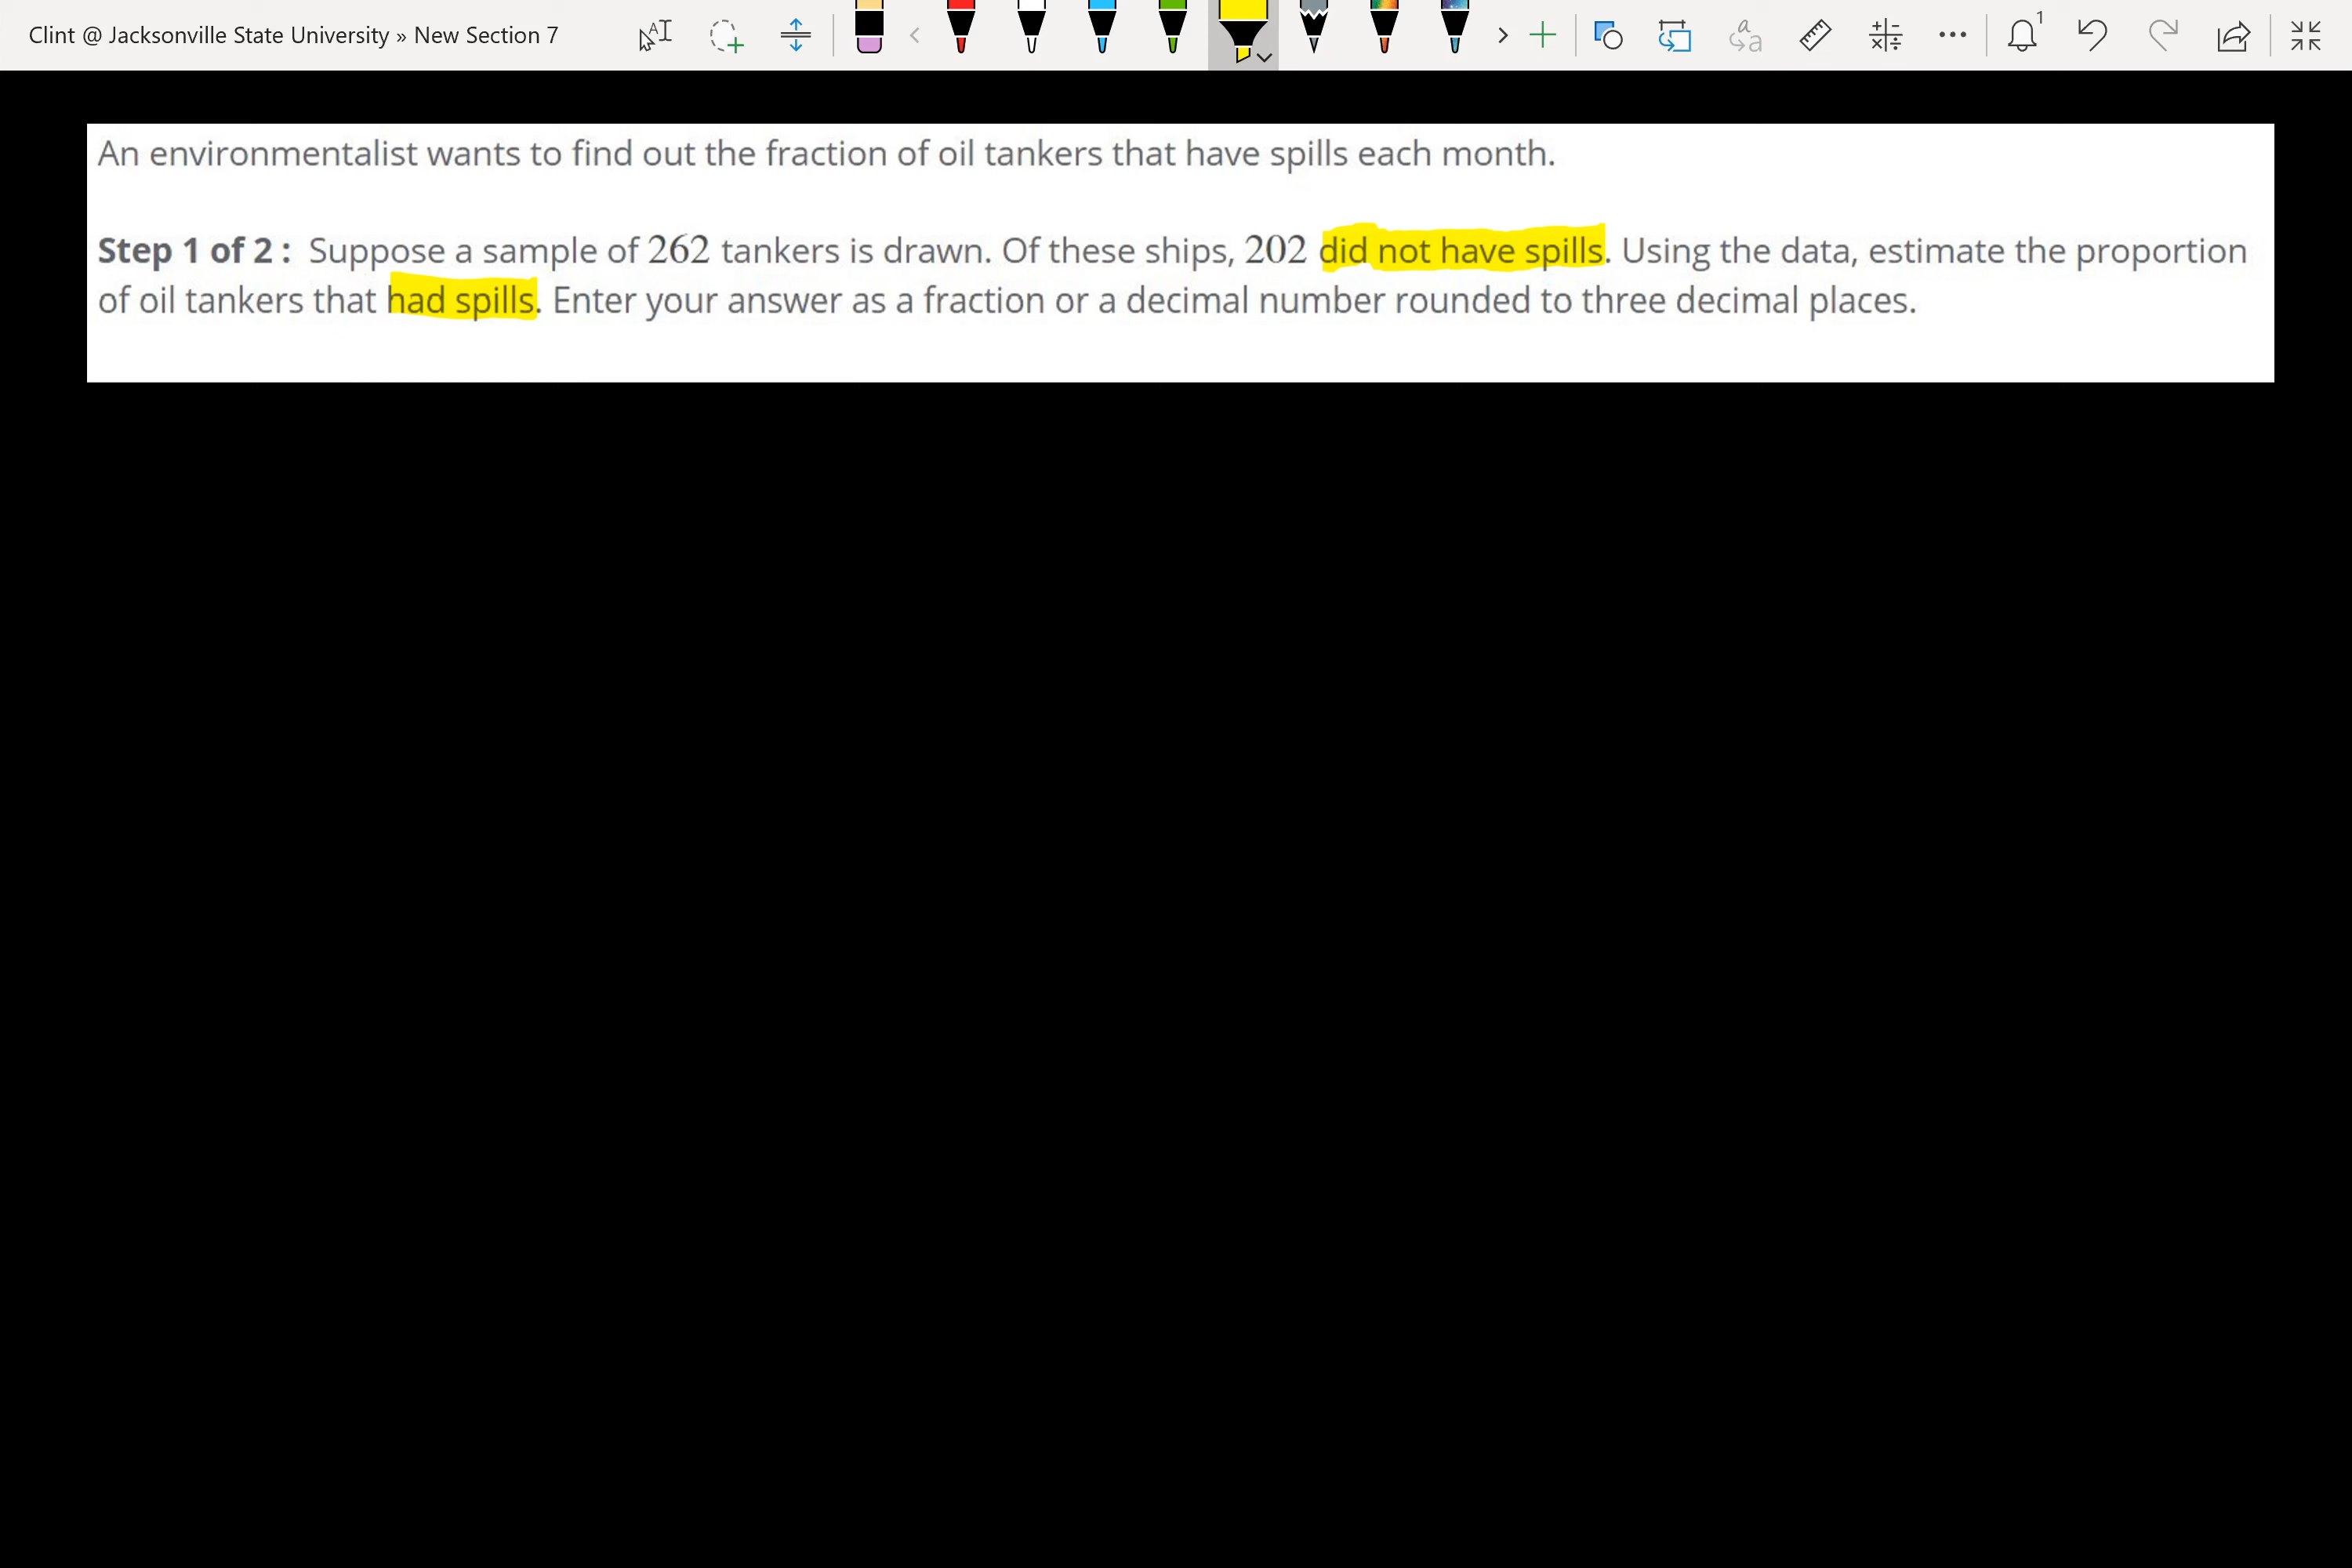 Clint @ Jacksonville State University » New Section 7
1
An environmentalist wants to find out the fraction of oil tankers that have spills each month.
Step 1 of 2 : Suppose a sample of 262 tankers is drawn. Of these ships, 202 did not have spills. Using the data, estimate the proportion
of oil tankers that had spills. Enter your answer as a fraction or a decimal number rounded to three decimal places.